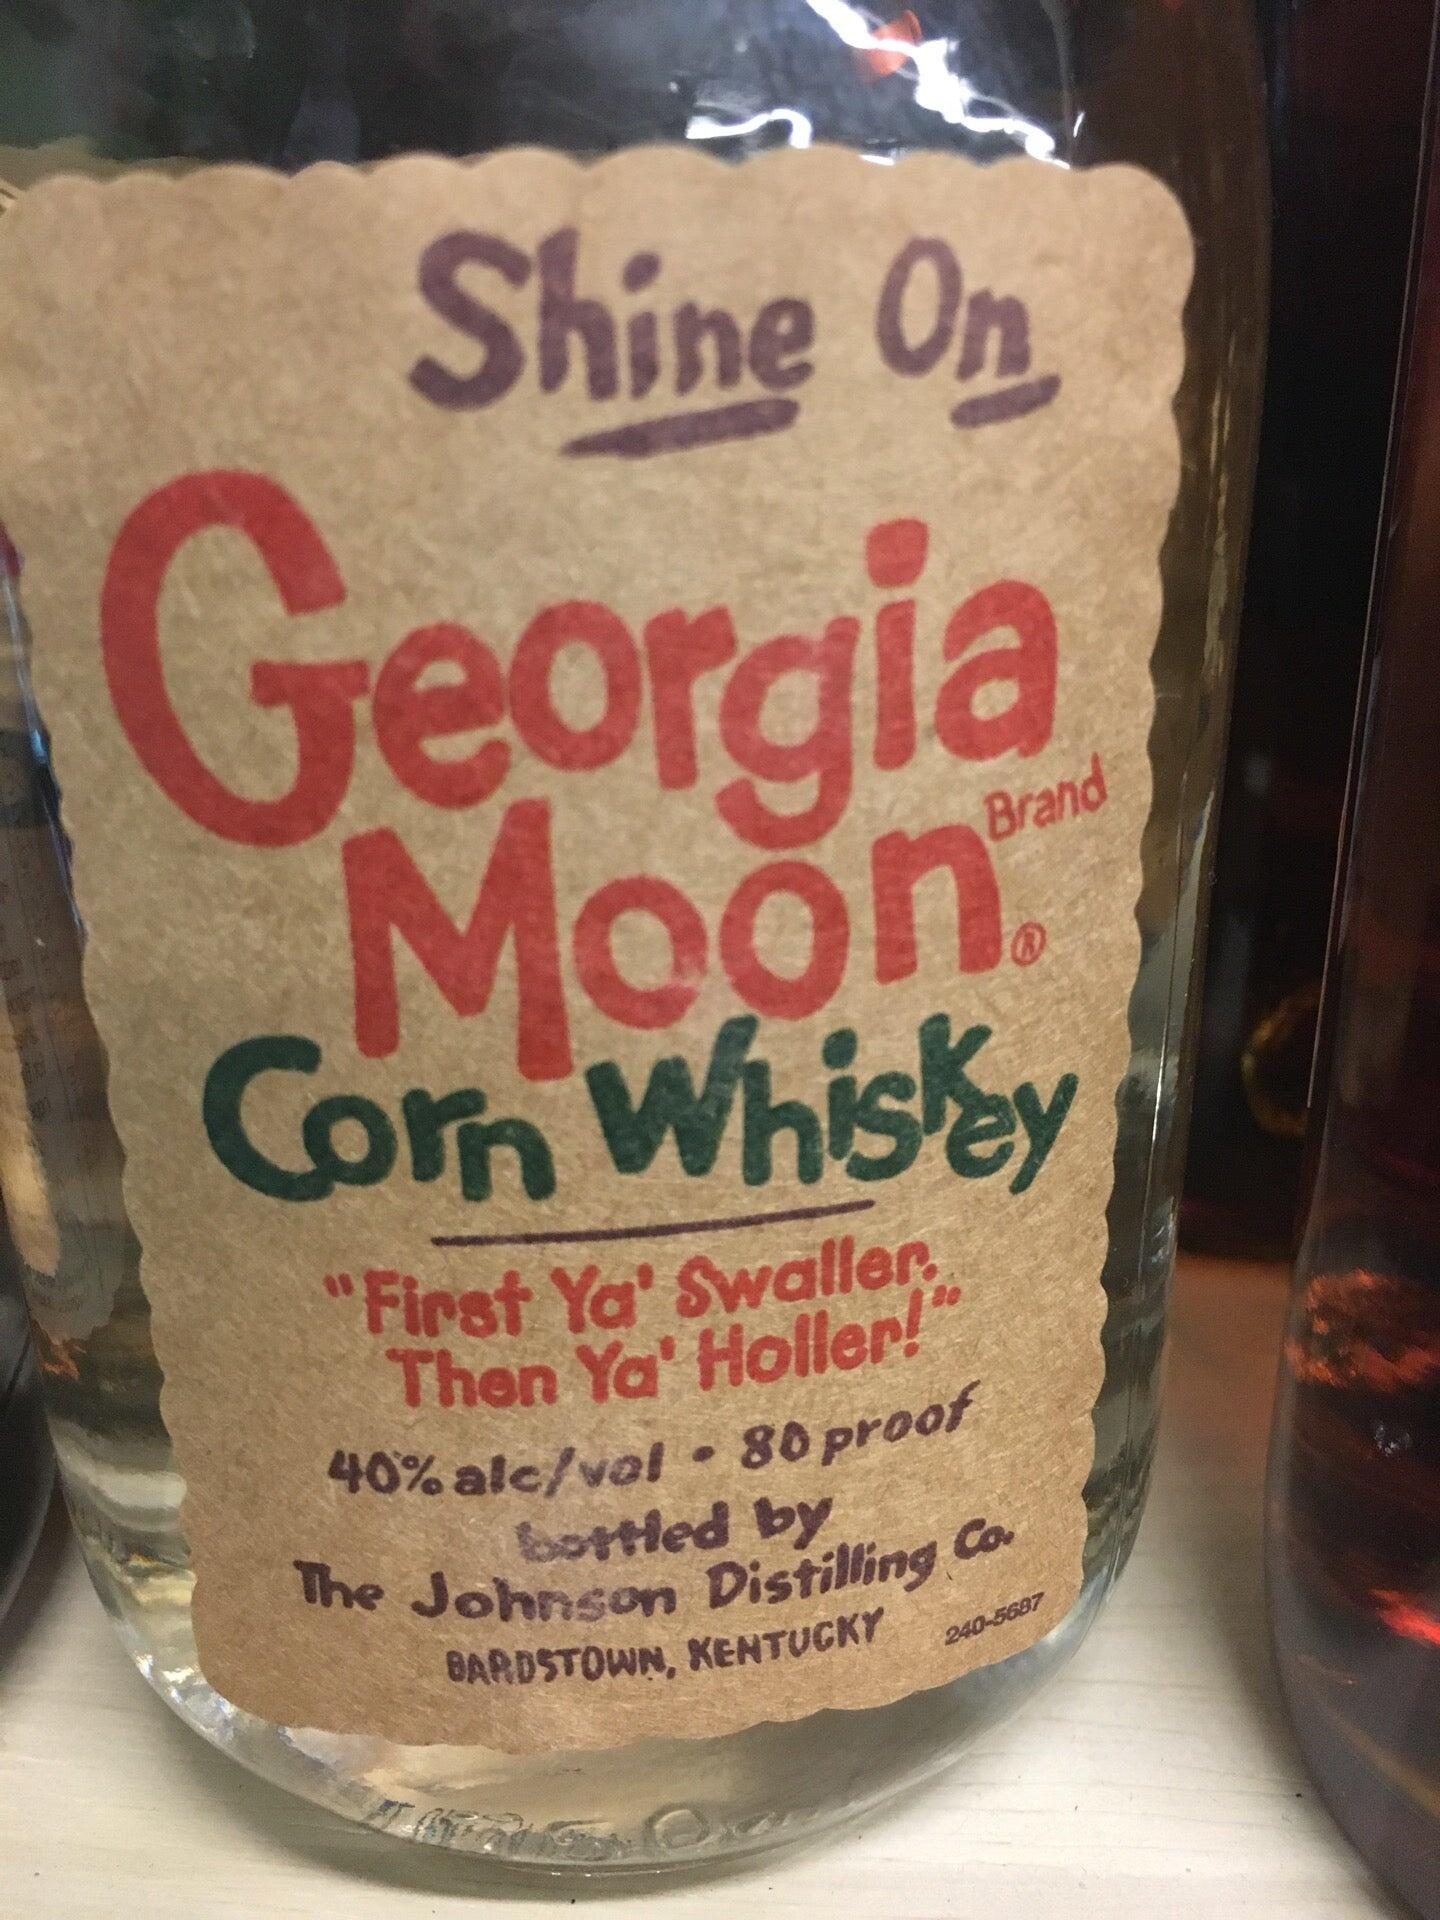 Shine On
Georgia
Moon Brand ®
Corn Whiskey
"First Ya' Swaller,
Then Ya' Holler!"
40% alc/vol • 80 proof
bottled by
The Johnson Distilling Co.
BARDSTOWN, KENTUCKY
240-5687